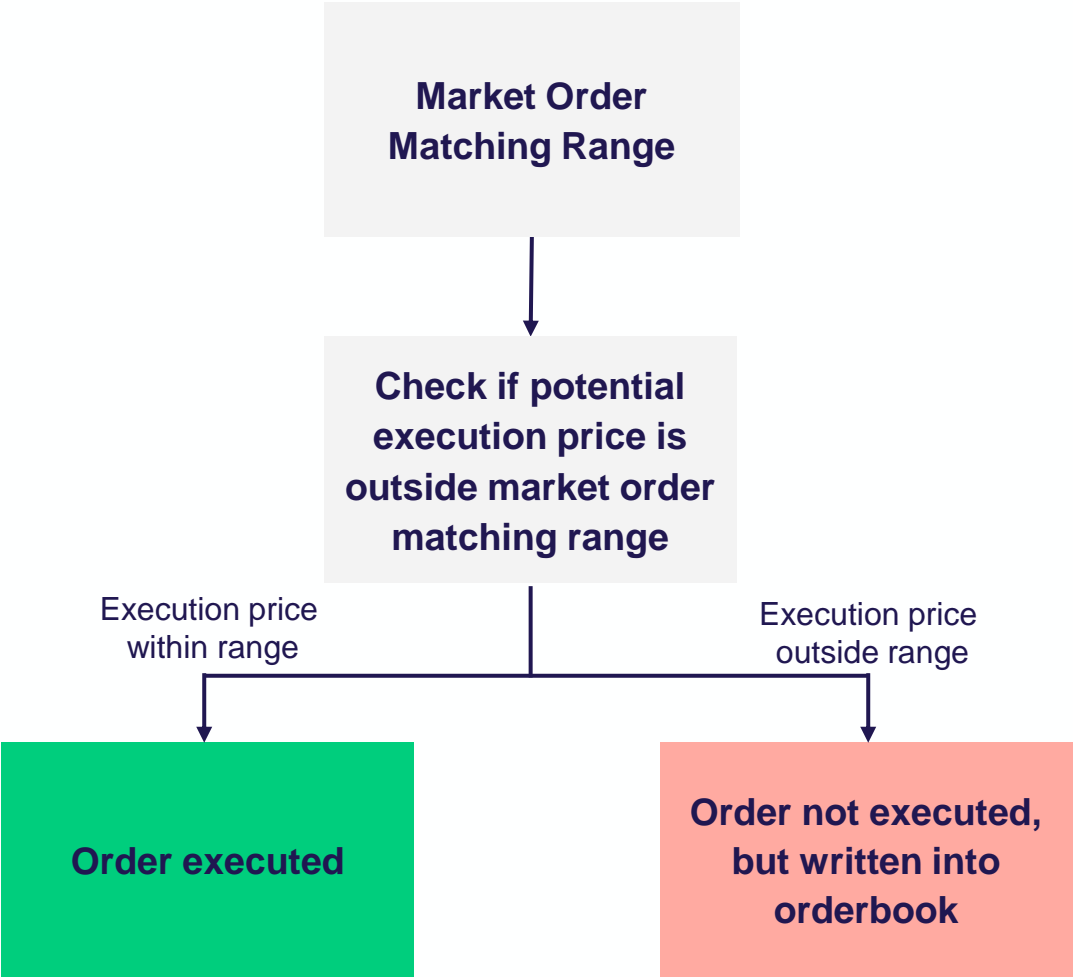 Market Order
Matching Range
Check if potential
execution price is
outside market order
matching range
Execution price
within range
Execution price
outside range
Order executed
Order not executed,
but written into
orderbook